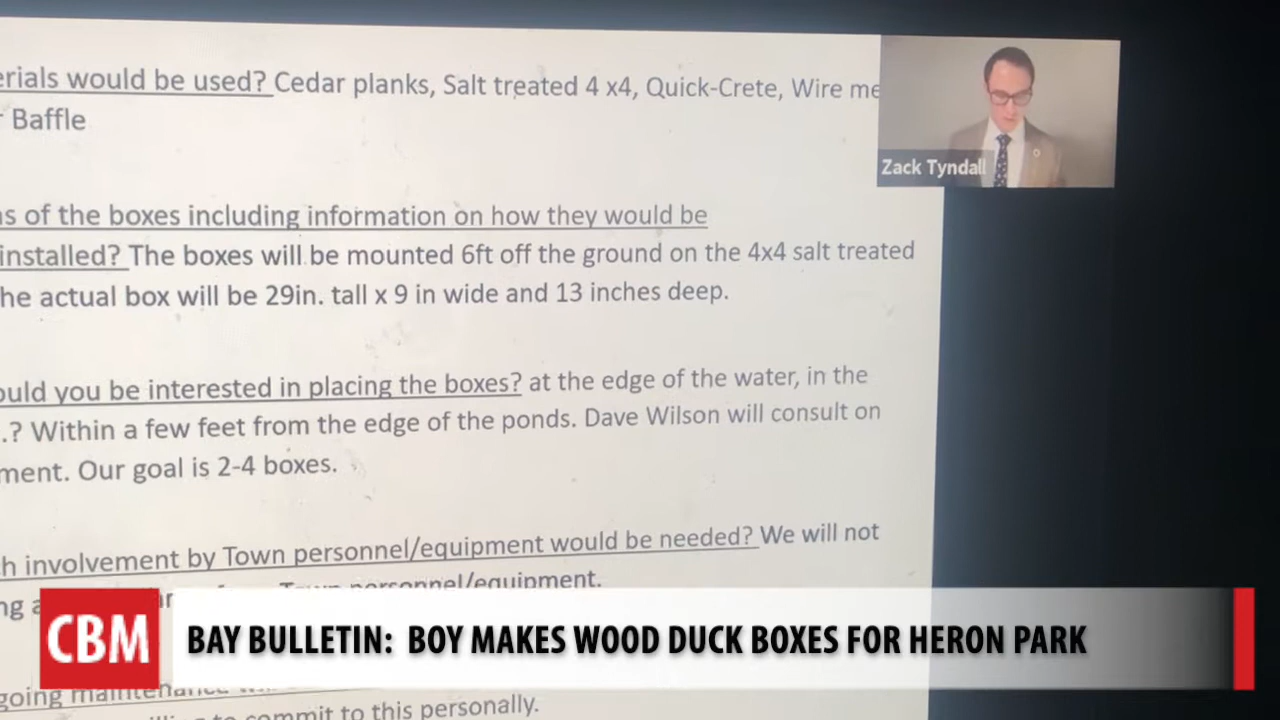 erials would be used? Cedar planks, Salt treated 4 x4, Quick-Crete, Wire me
Baffle
Zack Tyndall
s of the boxes including information on how they would be
installed? The boxes will be mounted 6ft off the ground on the 4x4 salt treated
he actual box will be 29in. tall x 9 in wide and 13 inches deep.
ould you be interested in placing the boxes? at the edge of the water, in the
.? Within a few feet from the edge of the ponds. Dave Wilson will consult on
ment. Our goal is 2-4 boxes.
h involvement by Town personnel/equipment would be needed? We will not
ng Town personnel/equipment.
CBM
BAY BULLETIN: BOY MAKES WOOD DUCK BOXES FOR HERON PARK
going maintenance
to commit to this personally.